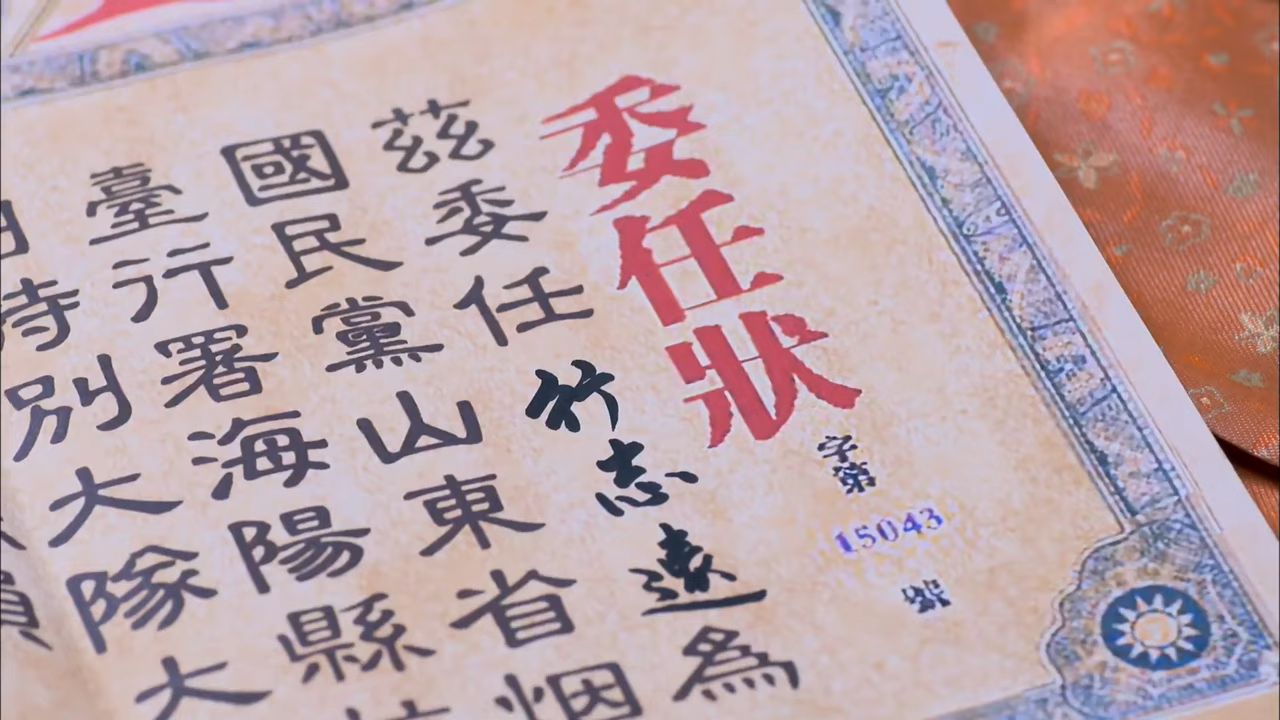 委任狀
字第
15043
號
茲委任竹志遠為
國民黨山東省烟
臺行署海陽縣
特別大隊大